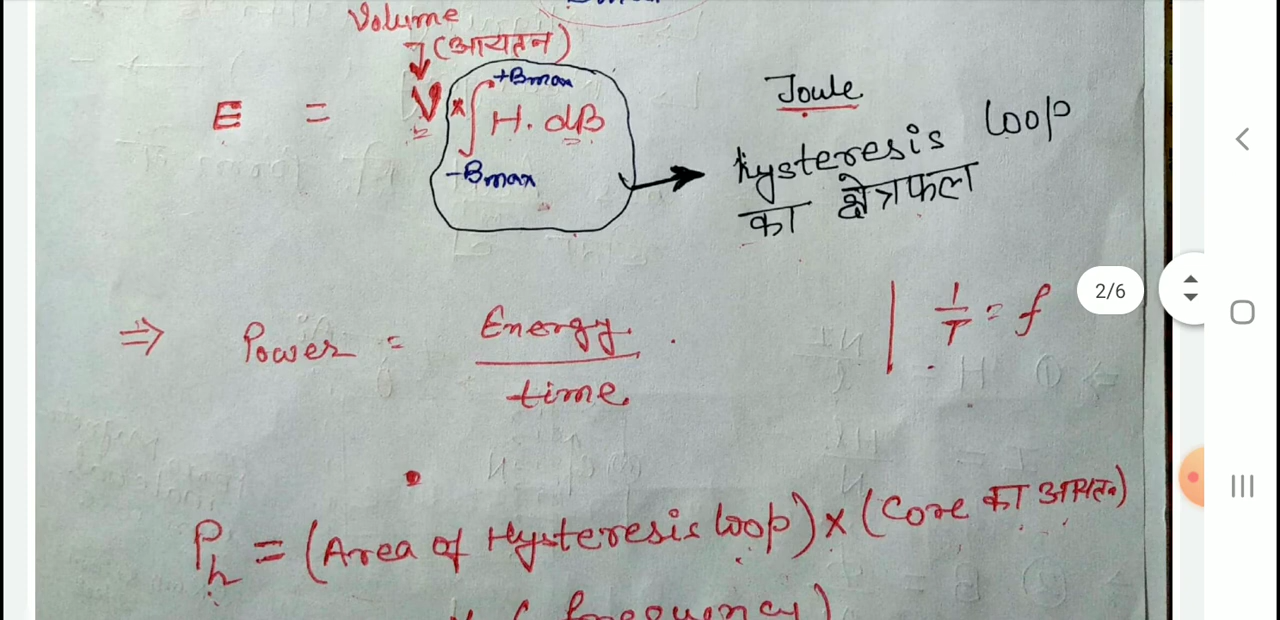 Volume
(आयतन)
E = V × ∫ H. dB
+Bmax
-Bmax
Joule
Hysteresis loop
का क्षेत्रफल
⇒ Power = Energy / time.
1/T = f
2/6
Ph = (Area of Hysteresis loop) × (Core का आयतन)
× (frequency)